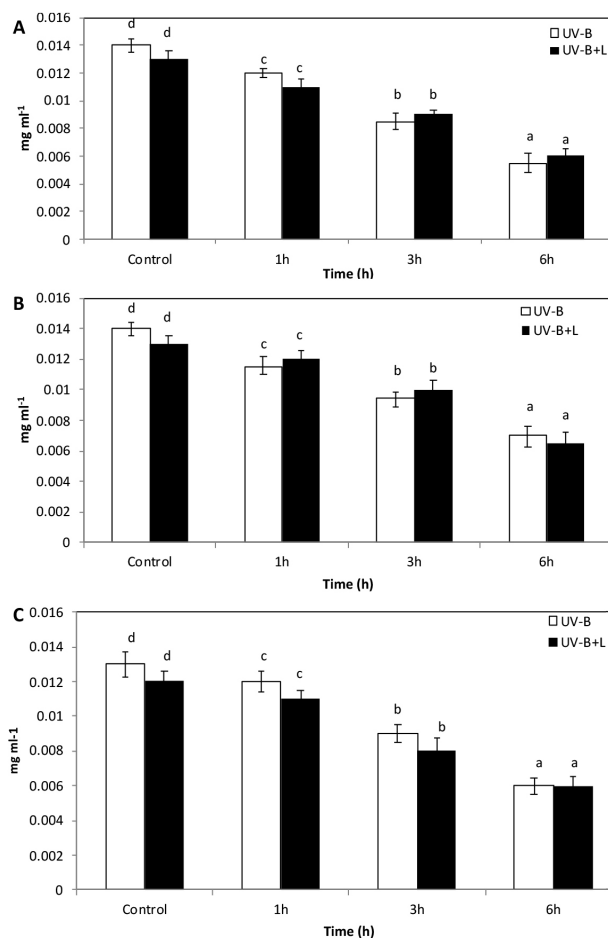 A
0.016
0.014
0.012
0.01
0.008
0.006
0.004
0.002
0
mg ml-1
d d c c b b a a
UV-B
UV-B+L
Control 1h 3h 6h
Time (h)
B
0.016
0.014
0.012
0.01
0.008
0.006
0.004
0.002
0
mg ml-1
d d c c b b a a
UV-B
UV-B+L
Control 1h 3h 6h
Time (h)
C
0.016
0.014
0.012
0.01
0.008
0.006
0.004
0.002
0
mg ml-1
d d c c b b a a
UV-B
UV-B+L
Control 1h 3h 6h
Time (h)